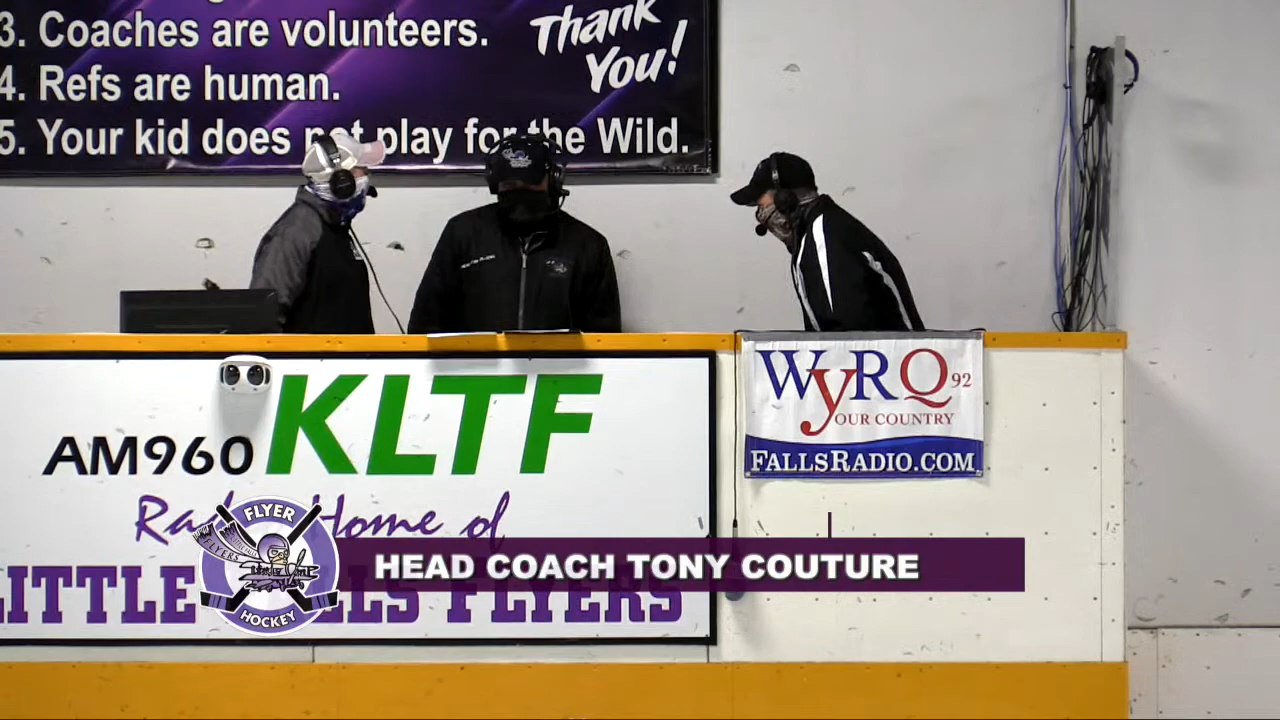 3. Coaches are volunteers.
Thank
You!
4. Refs are human.
5. Your kid does not play for the Wild.
WYRQ 92
OUR COUNTRY
FALLSRADIO.COM
AM960 KLTF
Radio Home of
LITTLE FALLS FLYERS
FLYER
FLYERS
HOCKEY
HEAD COACH TONY COUTURE